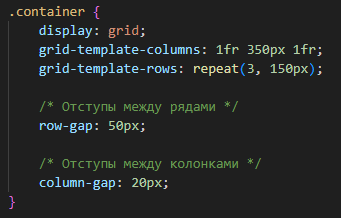 .container {
display: grid;
grid-template-columns: 1fr 350px 1fr;
grid-template-rows: repeat(3, 150px);
/* Отступы между рядами */
row-gap: 50px;
/* Отступы между колонками */
column-gap: 20px;
}